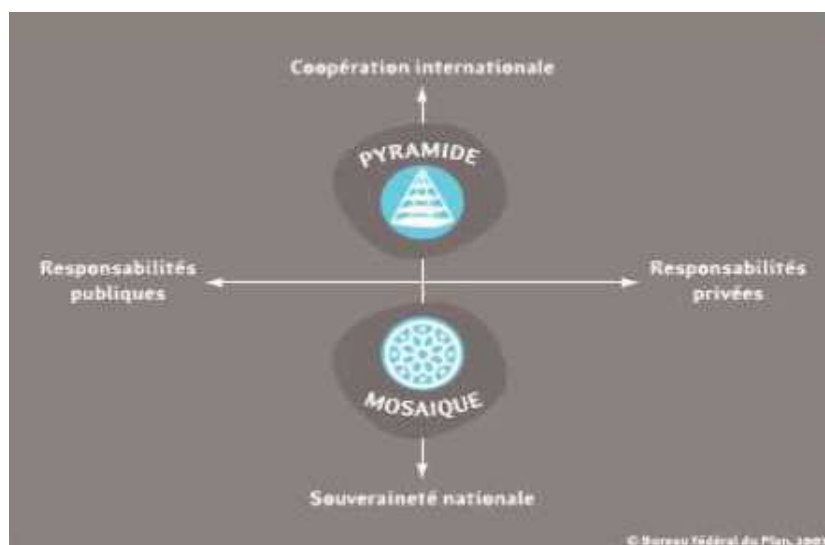 Coopération internationale
PYRAMIDE
Responsabilités
publiques
Responsabilités
privées
MOSAIQUE
Souveraineté nationale
© Bureau fédéral du Plan,